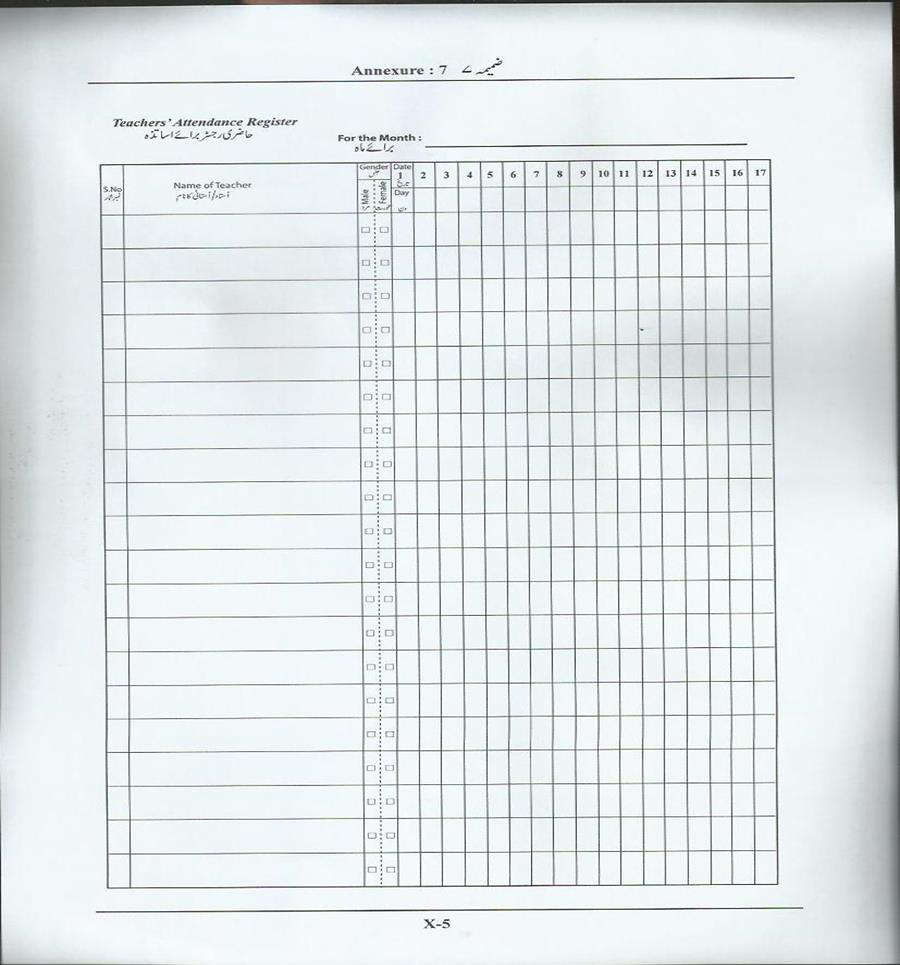 Annexure : 7 ضمیمہ ۷
Teachers' Attendance Register
حاضری رجسٹر برائے اساتذہ
For the Month :
برائے ماہ
S.No
نمبر شمار
Name of Teacher
استاد/استانی کا نام
Gender
جنس
Male
مرد
Female
Date
تاریخ
1 2 3 4 5 6 7 8 9 10 11 12 13 14 15 16 17
Day
دن
X-5